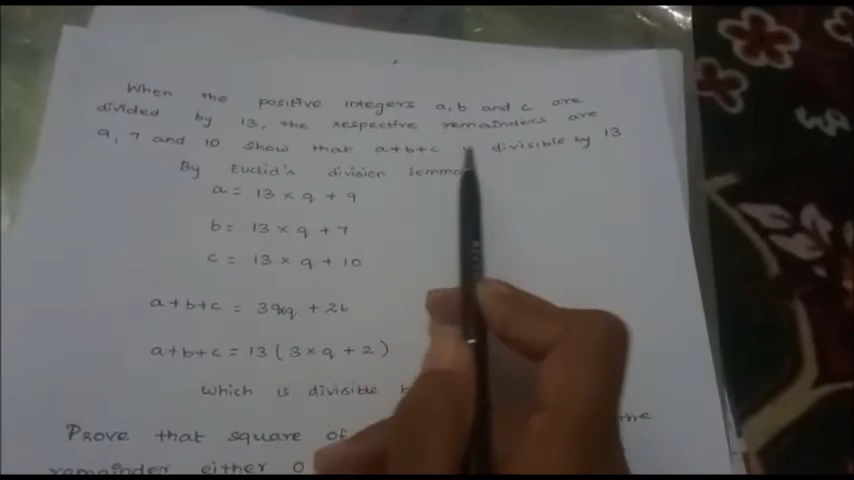 When the positive integers a, b and c are
divided by 13, the respective remainders are
9, 7 and 10 show that a+b+c divisible by 13
By Euclid's division lemma
a = 13 × q + 9
b = 13 × q + 7
c = 13 × q + 10
a+b+c = 39×q + 26
a+b+c = 13 ( 3 × q + 2 )
which is divisible b
Prove that square of the
remainder either 0